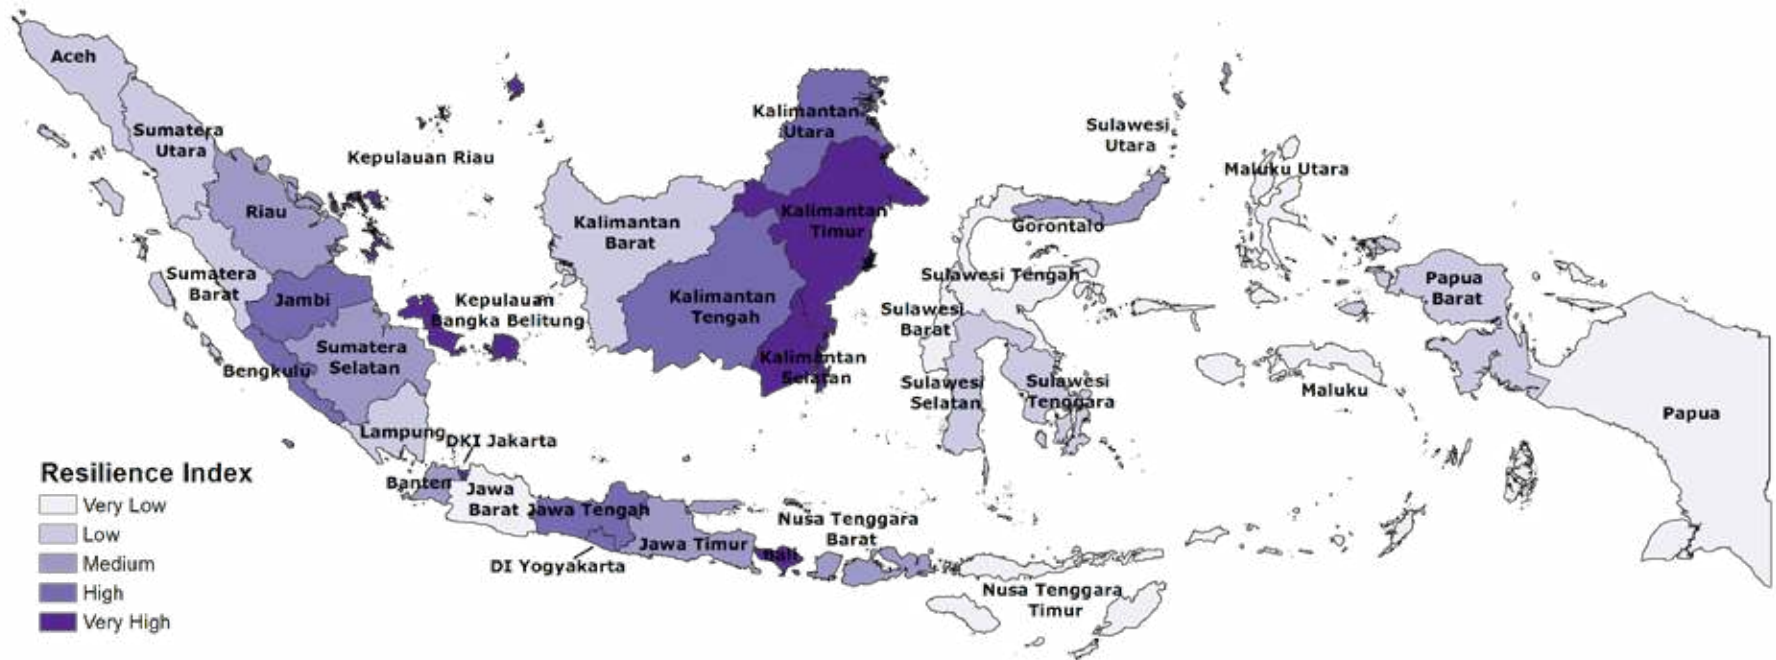 Aceh
Sumatera
Utara
Kepulauan Riau
Riau
Sumatera
Barat
Jambi
Kepulauan
Bangka Belitung
Sumatera
Selatan
Bengkulu
Lampung
DKI Jakarta
Banten
Jawa
Barat
Jawa Tengah
DI Yogyakarta
Jawa Timur
Bali
Nusa Tenggara
Barat
Nusa Tenggara
Timur
Kalimantan
Utara
Kalimantan
Barat
Kalimantan
Timur
Kalimantan
Tengah
Kalimantan
Selatan
Sulawesi
Utara
Gorontalo
Sulawesi Tengah
Sulawesi
Barat
Sulawesi
Selatan
Sulawesi
Tenggara
Maluku Utara
Maluku
Papua
Barat
Papua
Resilience Index
Very Low
Low
Medium
High
Very High